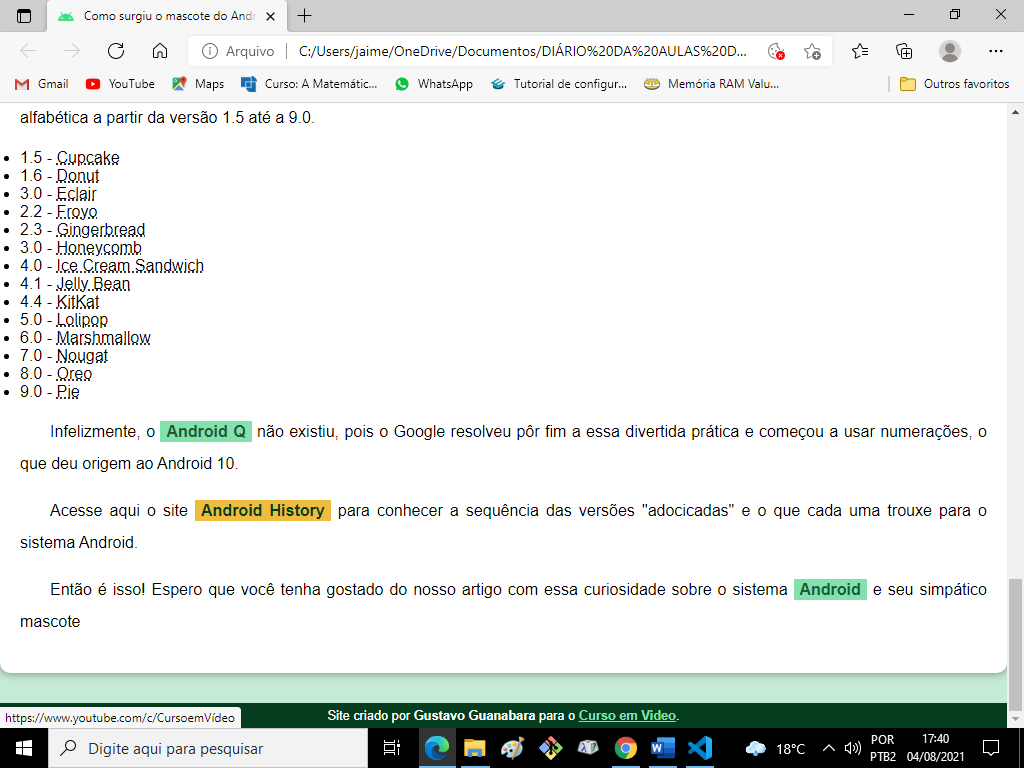 Como surgiu o mascote do Andr
Arquivo
C:/Users/jaime/OneDrive/Documentos/DIÁRIO%20DA%20AULAS%20D...
Gmail
YouTube
Maps
Curso: A Matemátic...
WhatsApp
Tutorial de configur...
Memória RAM Valu...
Outros favoritos
alfabética a partir da versão 1.5 até a 9.0.
1.5 - Cupcake
1.6 - Donut
3.0 - Eclair
2.2 - Froyo
2.3 - Gingerbread
3.0 - Honeycomb
4.0 - Ice Cream Sandwich
4.1 - Jelly Bean
4.4 - KitKat
5.0 - Lolipop
6.0 - Marshmallow
7.0 - Nougat
8.0 - Oreo
9.0 - Pie
Infelizmente, o Android Q não existiu, pois o Google resolveu pôr fim a essa divertida prática e começou a usar numerações, o
que deu origem ao Android 10.
Acesse aqui o site Android History para conhecer a sequência das versões "adocicadas" e o que cada uma trouxe para o
sistema Android.
Então é isso! Espero que você tenha gostado do nosso artigo com essa curiosidade sobre o sistema Android e seu simpático
mascote
https://www.youtube.com/c/CursoemVídeo
Site criado por Gustavo Guanabara para o Curso em Video.
Digite aqui para pesquisar
18°C
POR
PTB2
17:40
04/08/2021